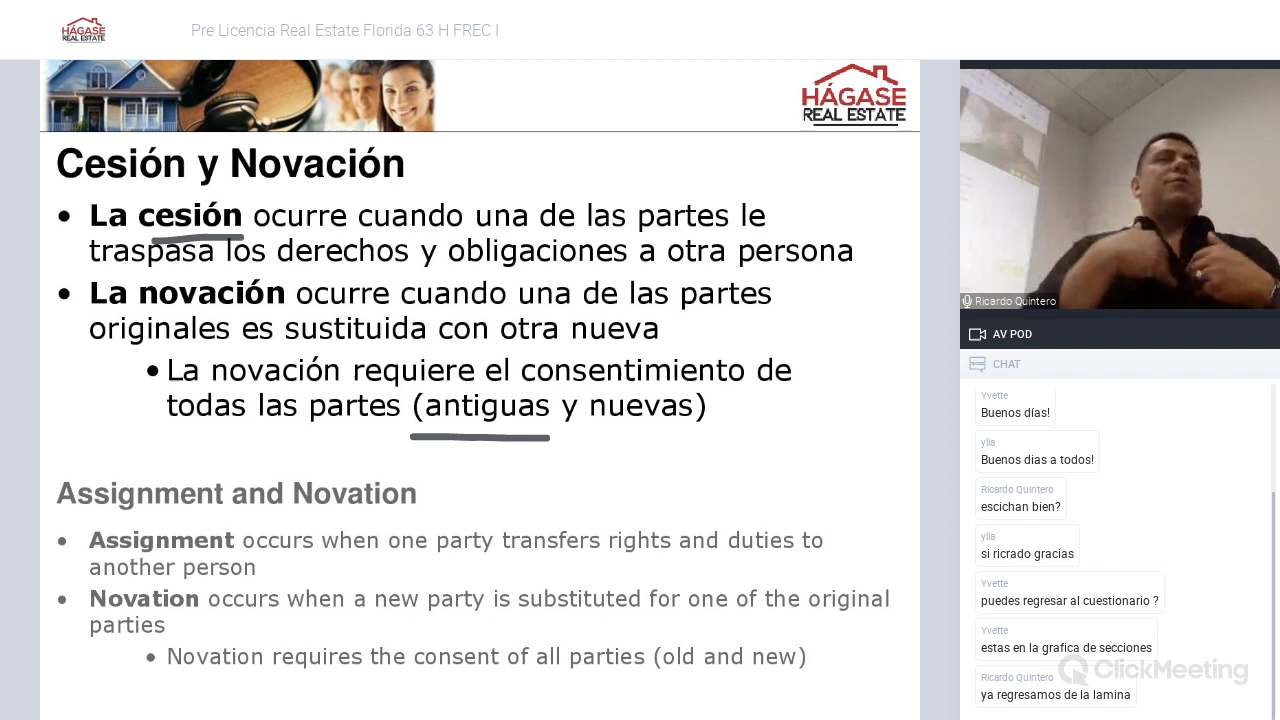 HÁGASE
REAL ESTATE
Pre Licencia Real Estate Florida 63 H FREC I
HÁGASE
REAL ESTATE
Cesión y Novación
• La cesión ocurre cuando una de las partes le
traspasa los derechos y obligaciones a otra persona
• La novación ocurre cuando una de las partes
originales es sustituida con otra nueva
• La novación requiere el consentimiento de
todas las partes (antiguas y nuevas)
Assignment and Novation
• Assignment occurs when one party transfers rights and duties to
another person
• Novation occurs when a new party is substituted for one of the original
parties
• Novation requires the consent of all parties (old and new)
Ricardo Quintero
AV POD
CHAT
Yvette
Buenos días!
ylia
Buenos dias a todos!
Ricardo Quintero
escichan bien?
ylia
si ricrado gracias
Yvette
puedes regresar al cuestionario ?
Yvette
estas en la grafica de secciones
Ricardo Quintero
ya regresamos de la lamina
ClickMeeting